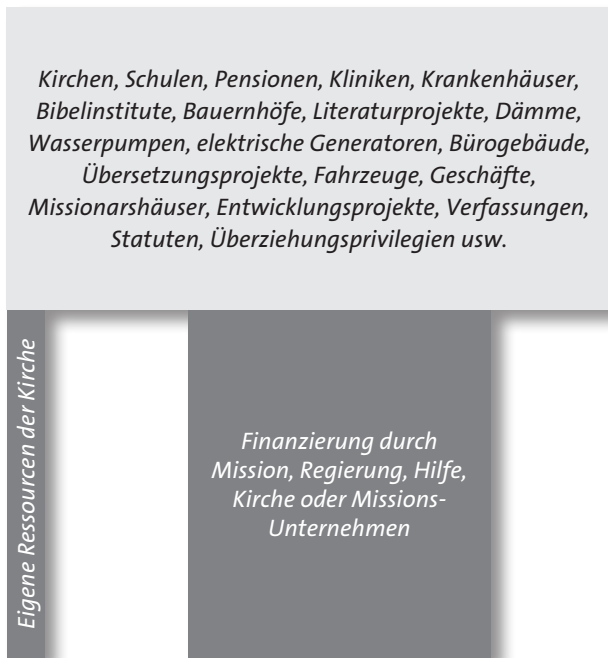 Kirchen, Schulen, Pensionen, Kliniken, Krankenhäuser,
Bibelinstitute, Bauernhöfe, Literaturprojekte, Dämme,
Wasserpumpen, elektrische Generatoren, Bürogebäude,
Übersetzungsprojekte, Fahrzeuge, Geschäfte,
Missionarshäuser, Entwicklungsprojekte, Verfassungen,
Statuten, Überziehungsprivilegien usw.
Eigene Ressourcen der Kirche
Finanzierung durch
Mission, Regierung, Hilfe,
Kirche oder Missions-
Unternehmen